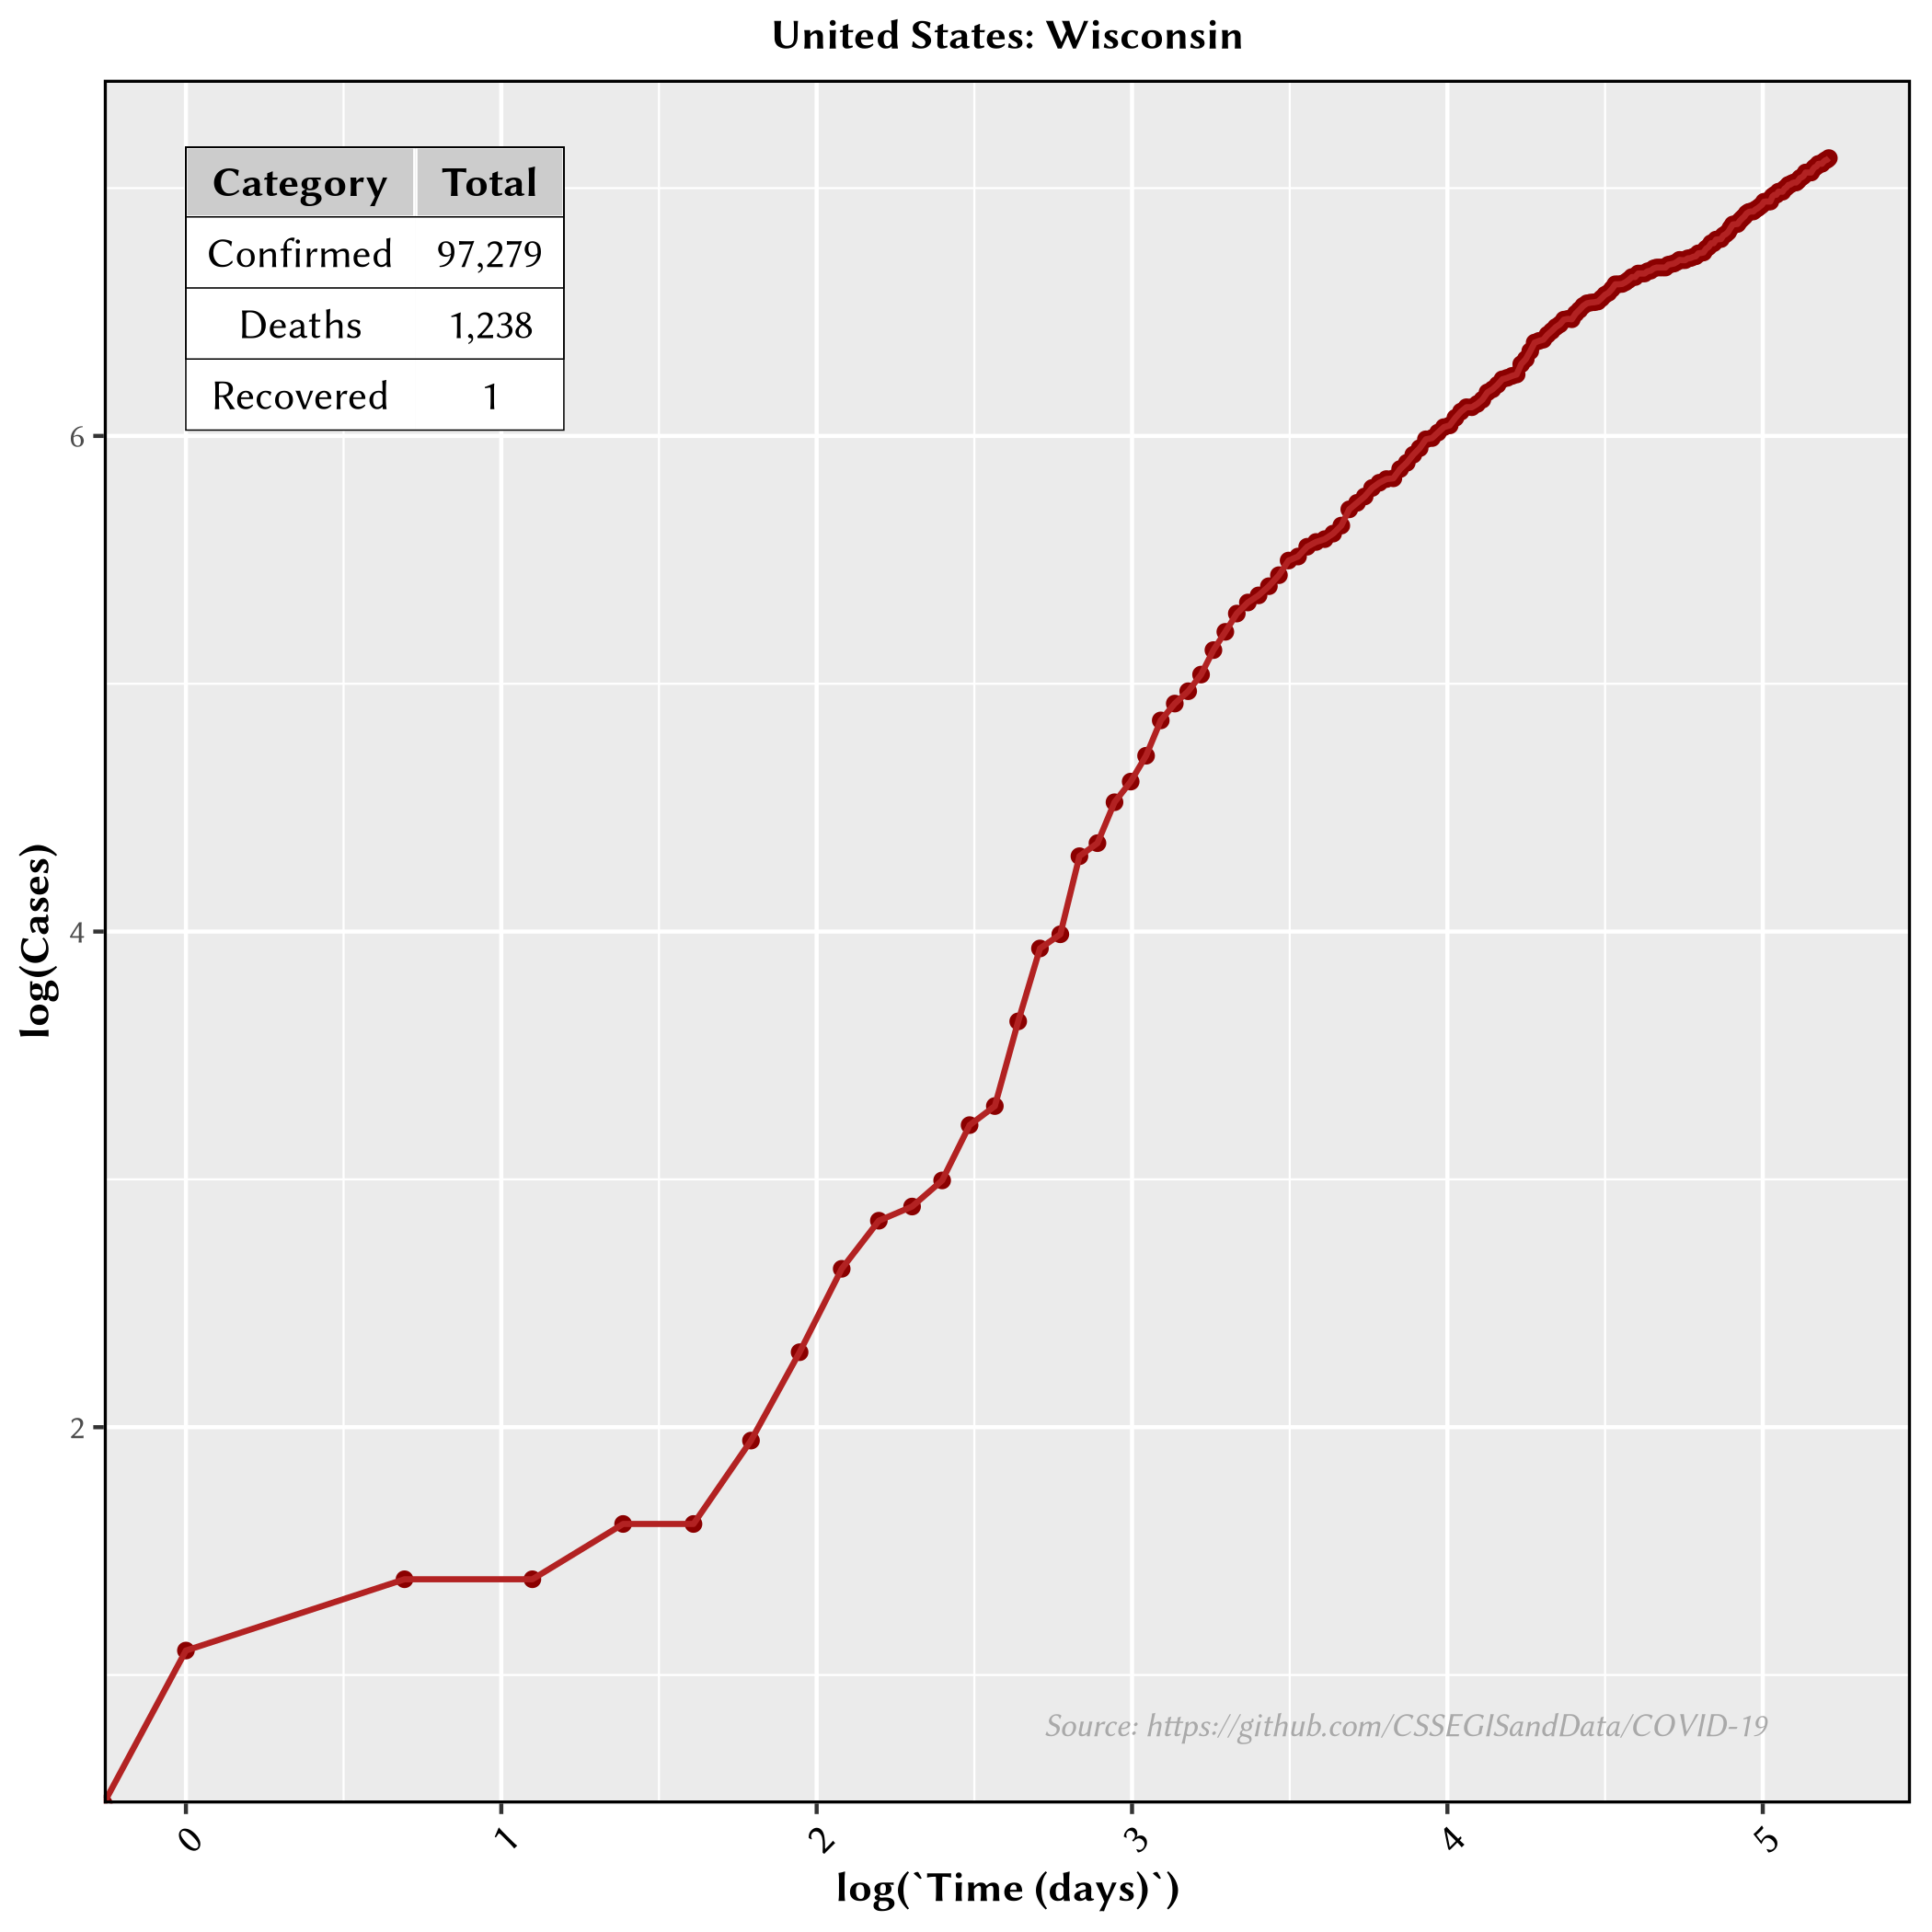 United States: Wisconsin
Category Total
Confirmed 97,279
Deaths 1,238
Recovered 1
6
4
2
log(Cases)
Source: https://github.com/CSSEGISandData/COVID-19
0 1 2 3 4 5
log(`Time (days)`)